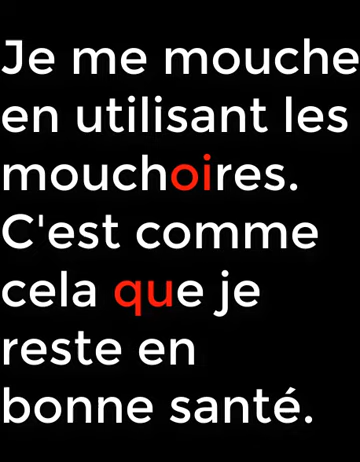 Je me mouche
en utilisant les
mouchoires.
C'est comme
cela que je
reste en
bonne santé.